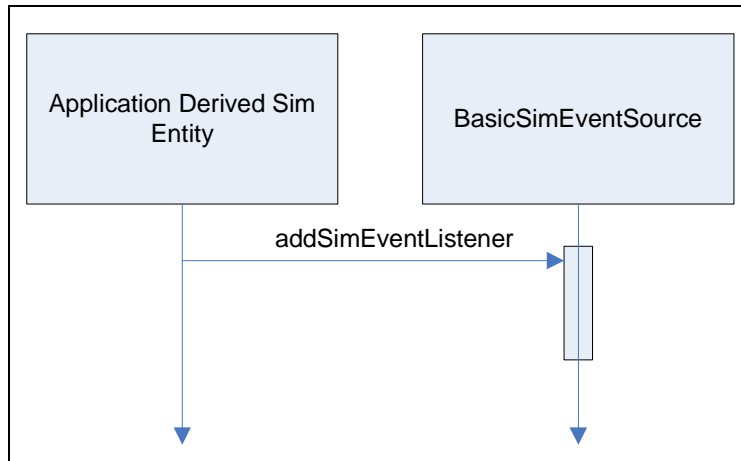 Application Derived Sim
Entity
BasicSimEventSource
addSimEventListener